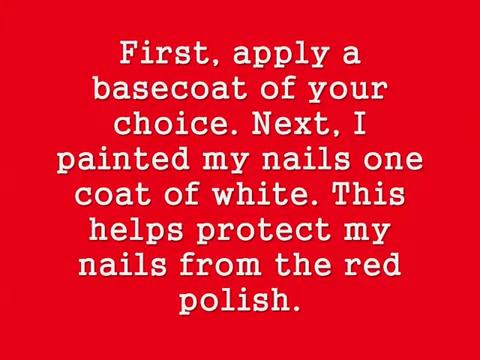 First, apply a
basecoat of your
choice. Next, I
painted my nails one
coat of white. This
helps protect my
nails from the red
polish.